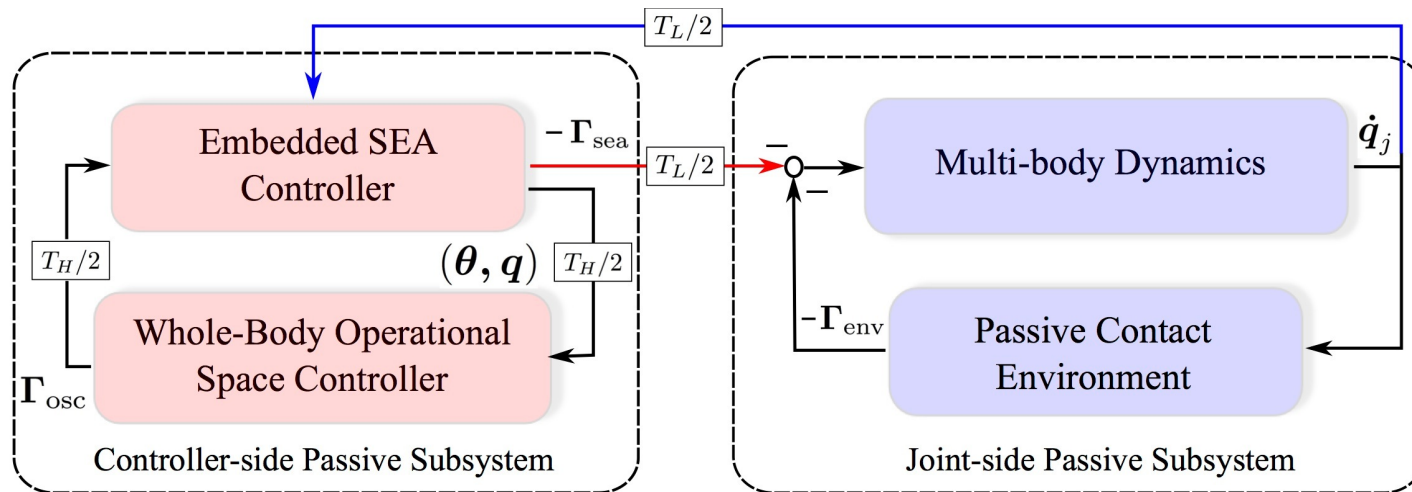 T_L/2
Embedded SEA
Controller
-Γ_sea
T_L/2
−
−
Multi-body Dynamics
q̇_j
T_H/2
(θ, q)
T_H/2
Whole-Body Operational
Space Controller
Γ_osc
-Γ_env
Passive Contact
Environment
Controller-side Passive Subsystem
Joint-side Passive Subsystem